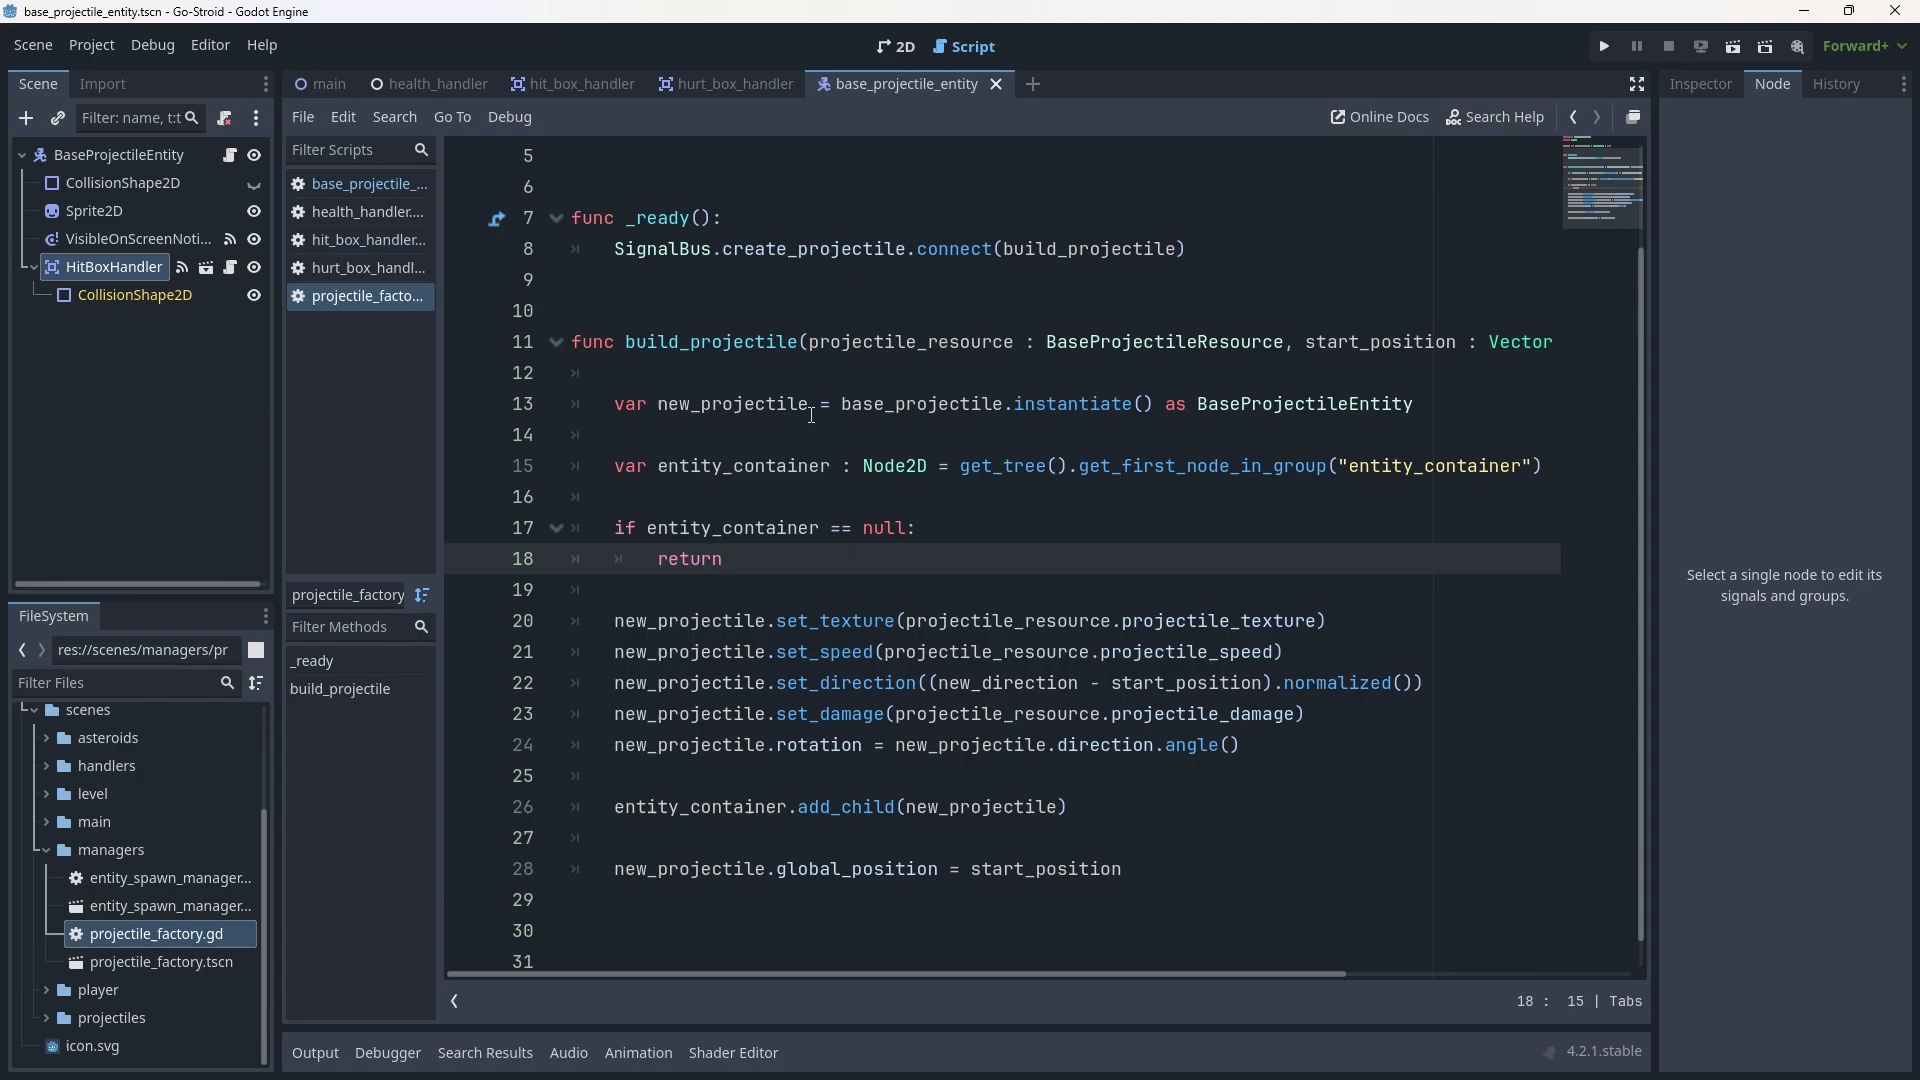 base_projectile_entity.tscn - Go-Stroid - Godot Engine
Scene Project Debug Editor Help
2D Script
Forward+
Scene Import
main health_handler hit_box_handler hurt_box_handler base_projectile_entity
Inspector Node History
Filter: name, t:t
File Edit Search Go To Debug
Online Docs Search Help
BaseProjectileEntity
CollisionShape2D
Sprite2D
VisibleOnScreenNoti...
HitBoxHandler
CollisionShape2D
Filter Scripts
base_projectile_...
health_handler....
hit_box_handler...
hurt_box_handl...
projectile_facto...
projectile_factory
Filter Methods
_ready
build_projectile
5
6
7 func _ready():
8 SignalBus.create_projectile.connect(build_projectile)
9
10
11 func build_projectile(projectile_resource : BaseProjectileResource, start_position : Vector
12
13 var new_projectile = base_projectile.instantiate() as BaseProjectileEntity
14
15 var entity_container : Node2D = get_tree().get_first_node_in_group("entity_container")
16
17 if entity_container == null:
18 return
19
20 new_projectile.set_texture(projectile_resource.projectile_texture)
21 new_projectile.set_speed(projectile_resource.projectile_speed)
22 new_projectile.set_direction((new_direction - start_position).normalized())
23 new_projectile.set_damage(projectile_resource.projectile_damage)
24 new_projectile.rotation = new_projectile.direction.angle()
25
26 entity_container.add_child(new_projectile)
27
28 new_projectile.global_position = start_position
29
30
31
18 : 15 | Tabs
Select a single node to edit its
signals and groups.
FileSystem
res://scenes/managers/pr
Filter Files
scenes
asteroids
handlers
level
main
managers
entity_spawn_manager...
entity_spawn_manager...
projectile_factory.gd
projectile_factory.tscn
player
projectiles
icon.svg
Output Debugger Search Results Audio Animation Shader Editor
4.2.1.stable